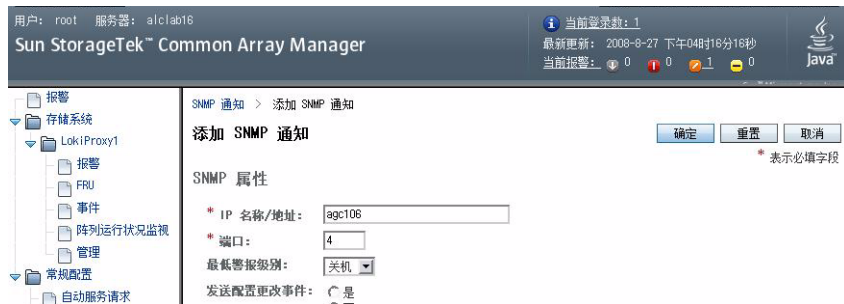 用户： root 服务器： alclab16
Sun StorageTek™ Common Array Manager
当前登录数： 1
最新更新： 2008-8-27 下午04时16分16秒
当前报警： 0 0 1 0
Java™
报警
存储系统
LokiProxy1
报警
FRU
事件
阵列运行状况监视
管理
常规配置
自动服务请求
SNMP 通知 > 添加 SNMP 通知
添加 SNMP 通知
确定 重置 取消
* 表示必填字段
SNMP 属性
* IP 名称/地址： agc106
* 端口： 4
最低警报级别： 关机
发送配置更改事件： 是